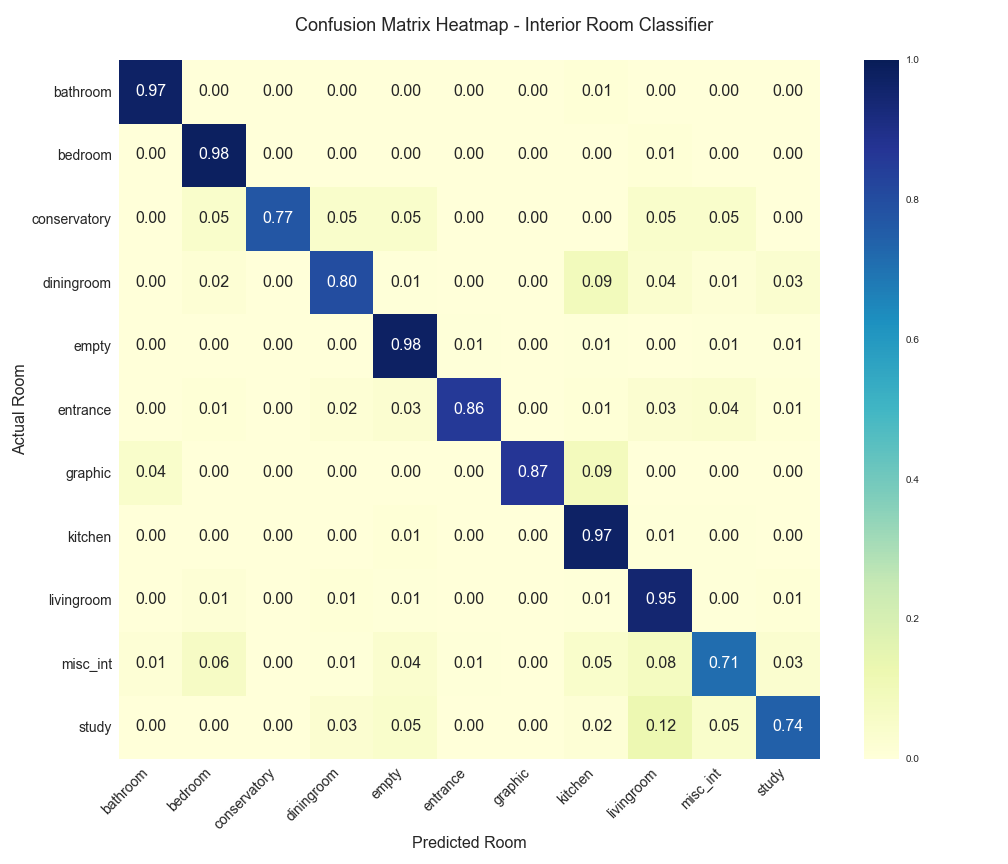 Confusion Matrix Heatmap - Interior Room Classifier
bathroom 0.97 0.00 0.00 0.00 0.00 0.00 0.00 0.01 0.00 0.00 0.00
bedroom 0.00 0.98 0.00 0.00 0.00 0.00 0.00 0.00 0.01 0.00 0.00
conservatory 0.00 0.05 0.77 0.05 0.05 0.00 0.00 0.00 0.05 0.05 0.00
diningroom 0.00 0.02 0.00 0.80 0.01 0.00 0.00 0.09 0.04 0.01 0.03
empty 0.00 0.00 0.00 0.00 0.98 0.01 0.00 0.01 0.00 0.01 0.01
entrance 0.00 0.01 0.00 0.02 0.03 0.86 0.00 0.01 0.03 0.04 0.01
graphic 0.04 0.00 0.00 0.00 0.00 0.00 0.87 0.09 0.00 0.00 0.00
kitchen 0.00 0.00 0.00 0.00 0.01 0.00 0.00 0.97 0.01 0.00 0.00
livingroom 0.00 0.01 0.00 0.01 0.01 0.00 0.00 0.01 0.95 0.00 0.01
misc_int 0.01 0.06 0.00 0.01 0.04 0.01 0.00 0.05 0.08 0.71 0.03
study 0.00 0.00 0.00 0.03 0.05 0.00 0.00 0.02 0.12 0.05 0.74
bathroom bedroom conservatory diningroom empty entrance graphic kitchen livingroom misc_int study
Predicted Room
Actual Room
1.0
0.8
0.6
0.4
0.2
0.0